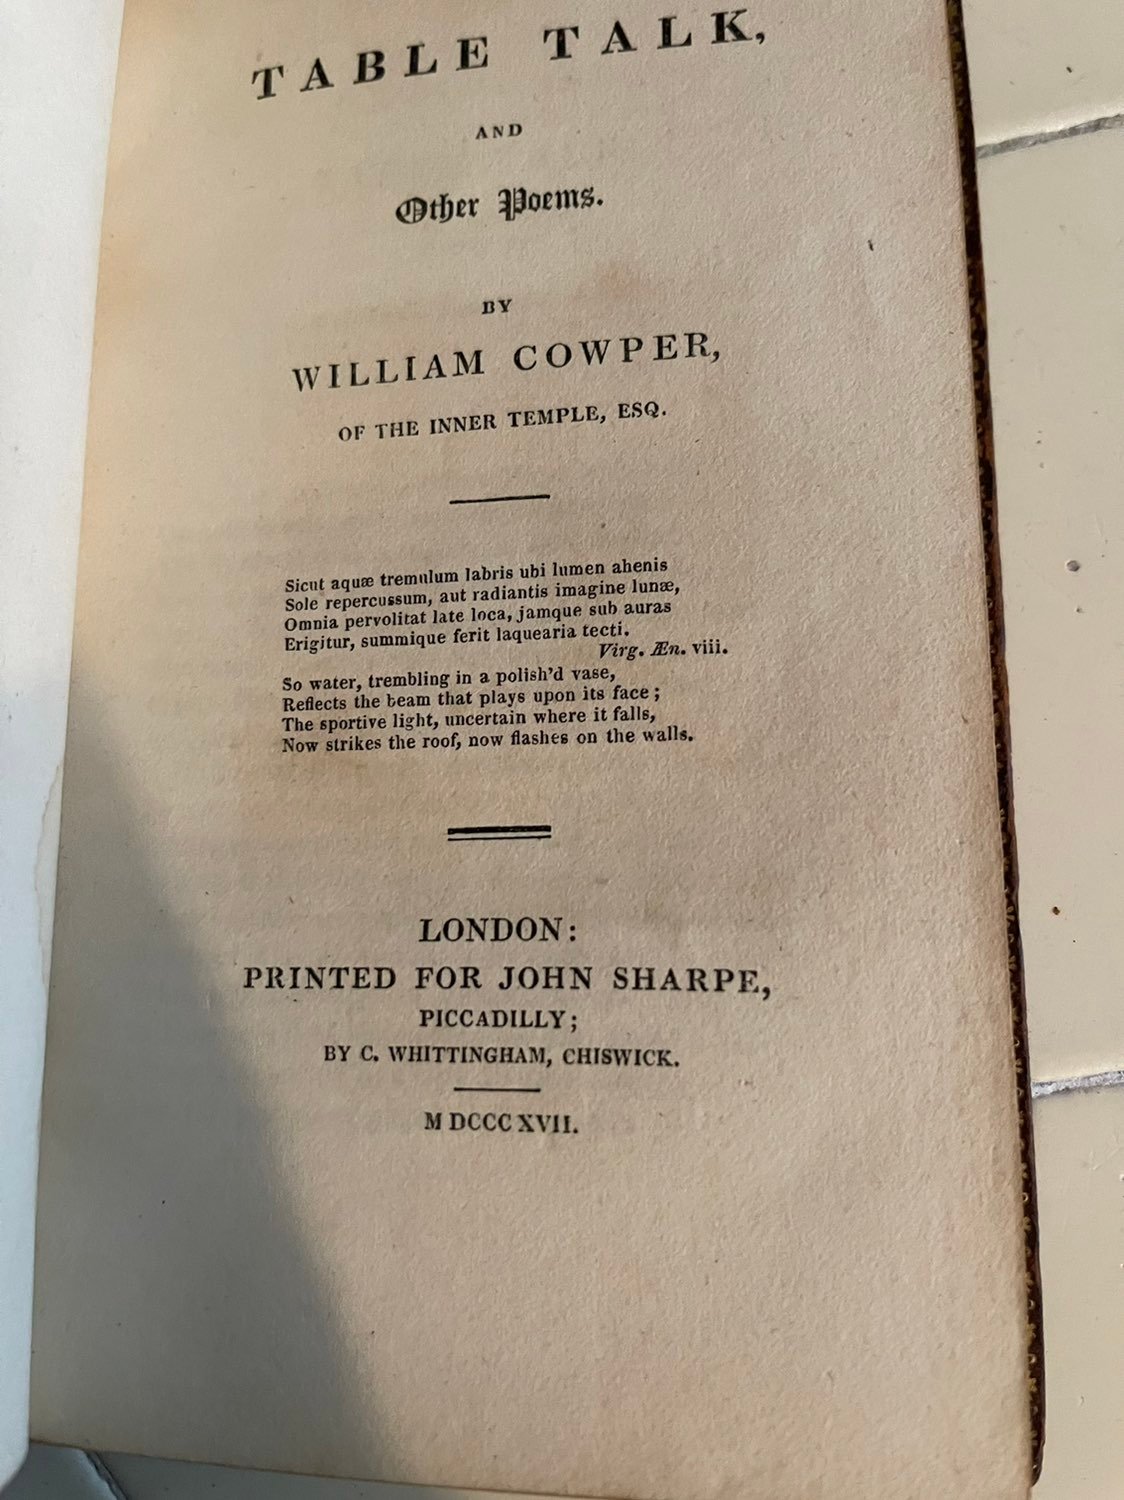 TABLE TALK,
AND
Other Poems.
BY
WILLIAM COWPER,
OF THE INNER TEMPLE, ESQ.
Sicut aquæ tremulum labris ubi lumen ahenis
Sole repercussum, aut radiantis imagine lunæ,
Omnia pervolitat late loca, jamque sub auras
Erigitur, summique ferit laquearia tecti.
Virg. Æn. viii.
So water, trembling in a polish'd vase,
Reflects the beam that plays upon its face;
The sportive light, uncertain where it falls,
Now strikes the roof, now flashes on the walls.
LONDON:
PRINTED FOR JOHN SHARPE,
PICCADILLY;
BY C. WHITTINGHAM, CHISWICK.
M DCCC XVII.